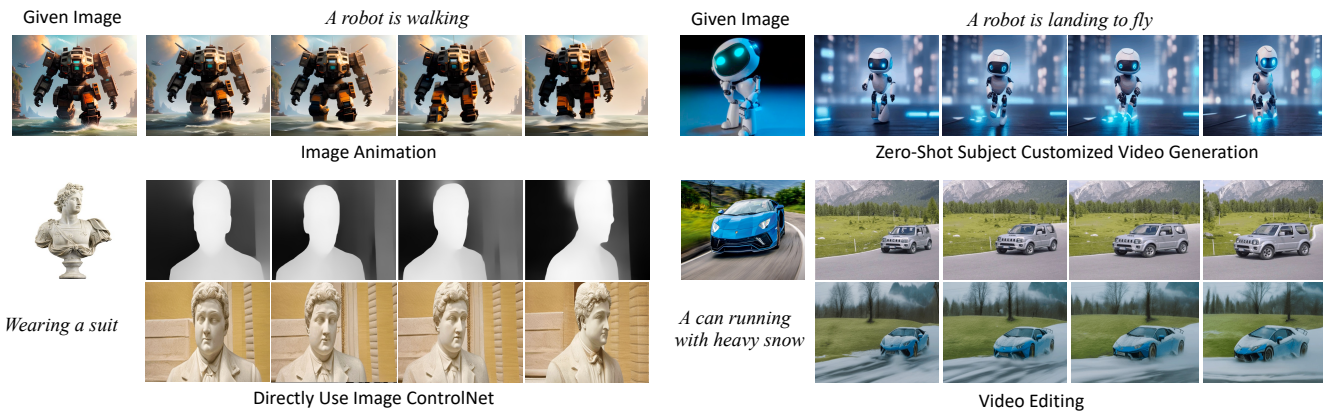 Given Image
A robot is walking
Image Animation
Given Image
A robot is landing to fly
Zero-Shot Subject Customized Video Generation
Wearing a suit
Directly Use Image ControlNet
A can running
with heavy snow
Video Editing